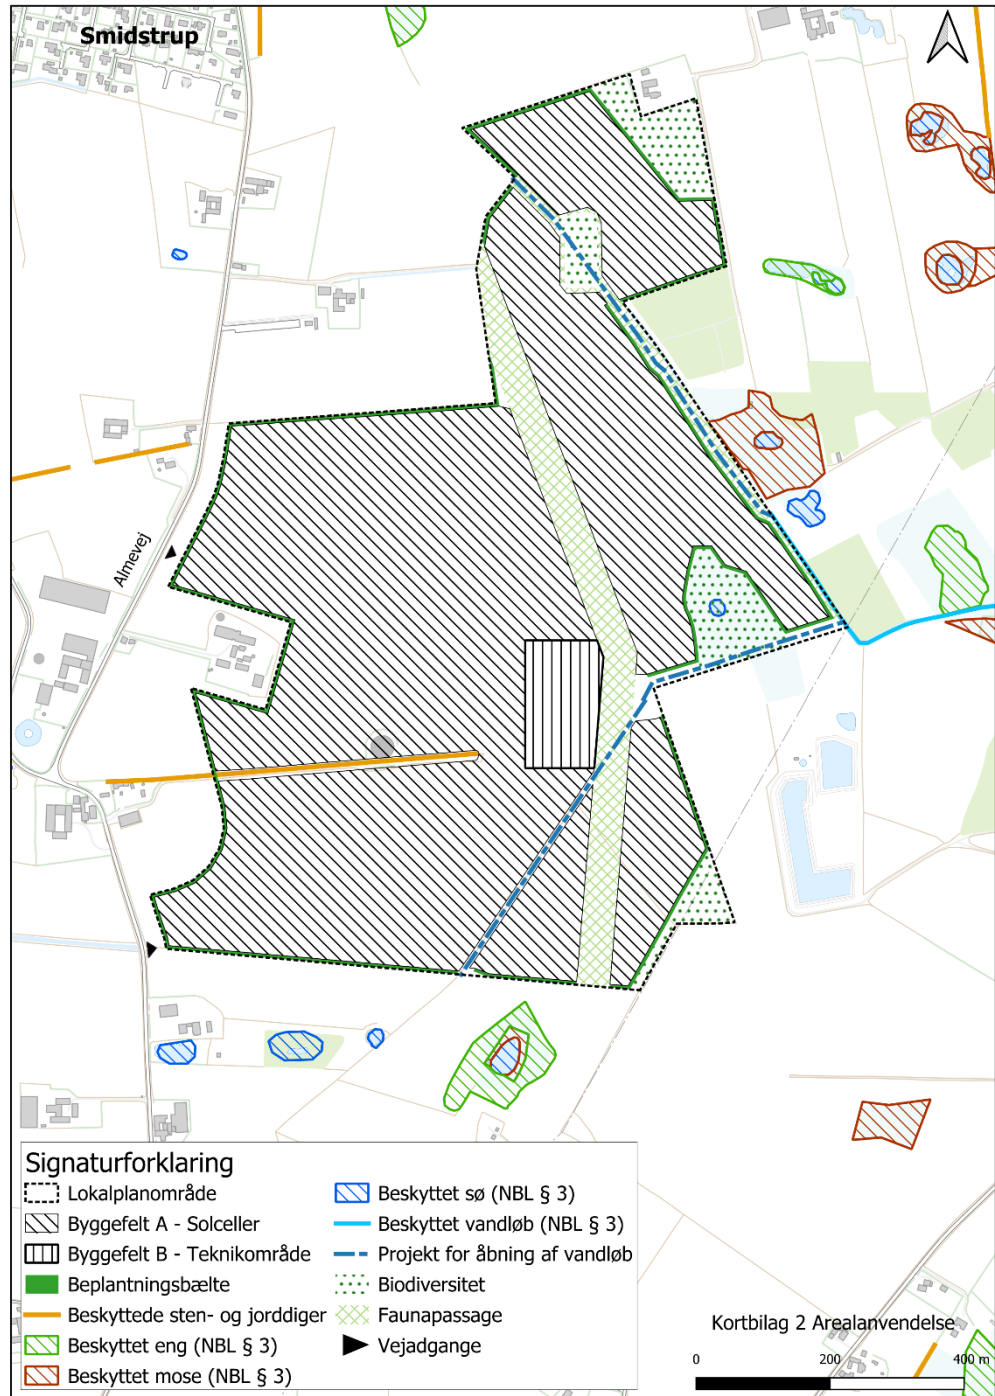 Smidstrup
Almevej
Signaturforklaring
Lokalplanområde
Byggefelt A - Solceller
Byggefelt B - Teknikområde
Beplantningsbælte
Beskyttede sten- og jorddiger
Beskyttet eng (NBL § 3)
Beskyttet mose (NBL § 3)
Beskyttet sø (NBL § 3)
Beskyttet vandløb (NBL § 3)
Projekt for åbning af vandløb
Biodiversitet
Faunapassage
Vejadgange
Kortbilag 2 Arealanvendelse
0 200 400 m